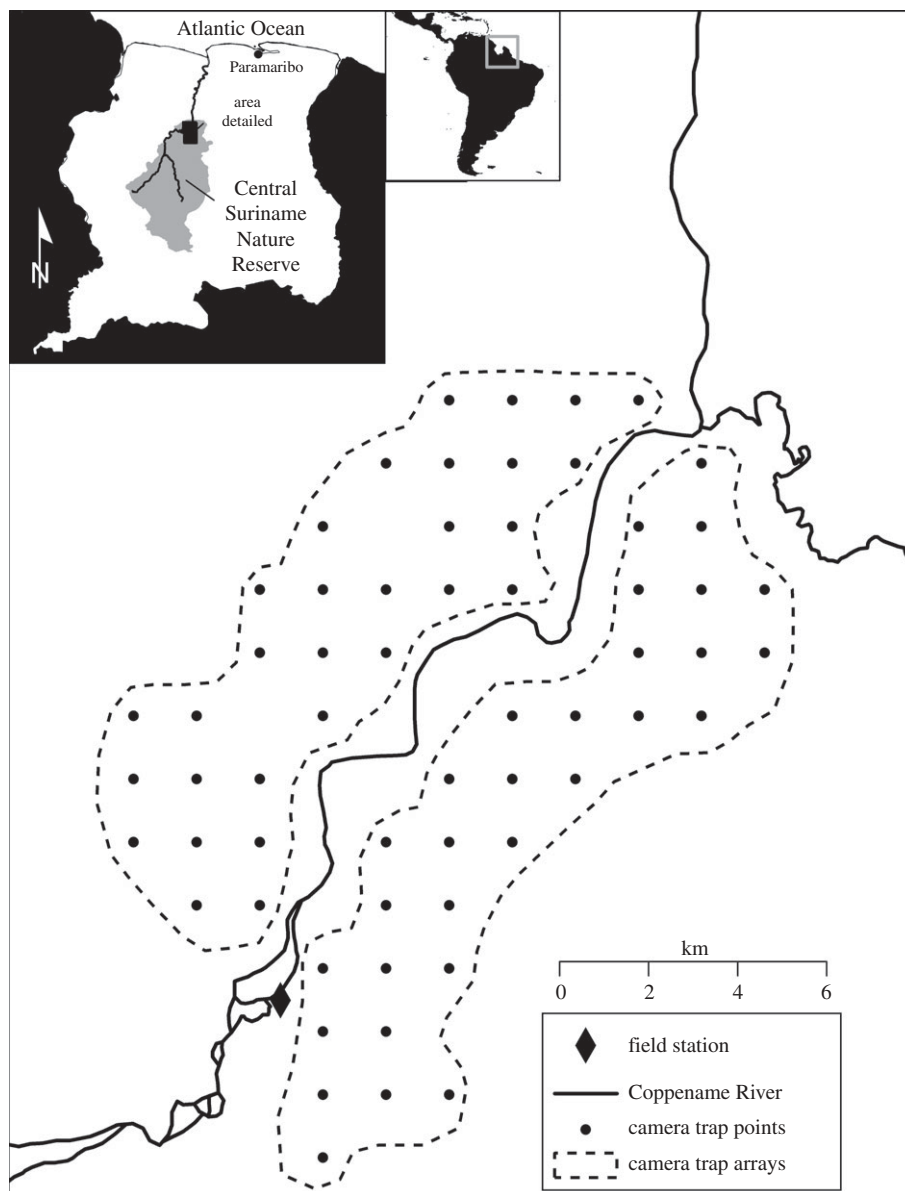 Atlantic Ocean
Paramaribo
area
detailed
Central
Suriname
Nature
Reserve
N
km
0 2 4 6
field station
Coppename River
camera trap points
camera trap arrays